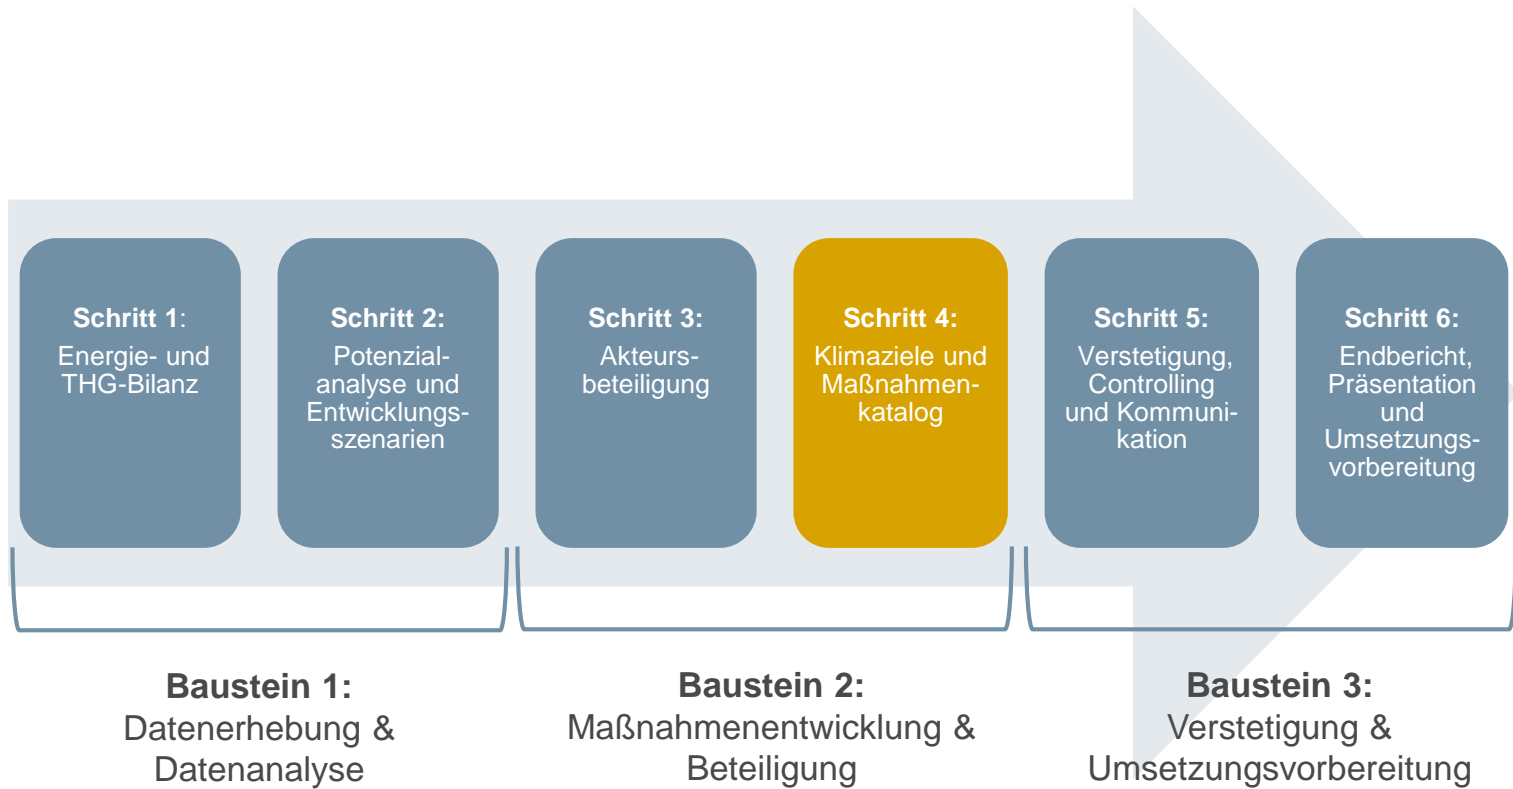 Schritt 1:
Energie- und
THG-Bilanz
Schritt 2:
Potenzial-
analyse und
Entwicklungs-
szenarien
Schritt 3:
Akteurs-
beteiligung
Schritt 4:
Klimaziele und
Maßnahmen-
katalog
Schritt 5:
Verstetigung,
Controlling
und Kommuni-
kation
Schritt 6:
Endbericht,
Präsentation
und
Umsetzungs-
vorbereitung
Baustein 1:
Datenerhebung &
Datenanalyse
Baustein 2:
Maßnahmenentwicklung &
Beteiligung
Baustein 3:
Verstetigung &
Umsetzungsvorbereitung